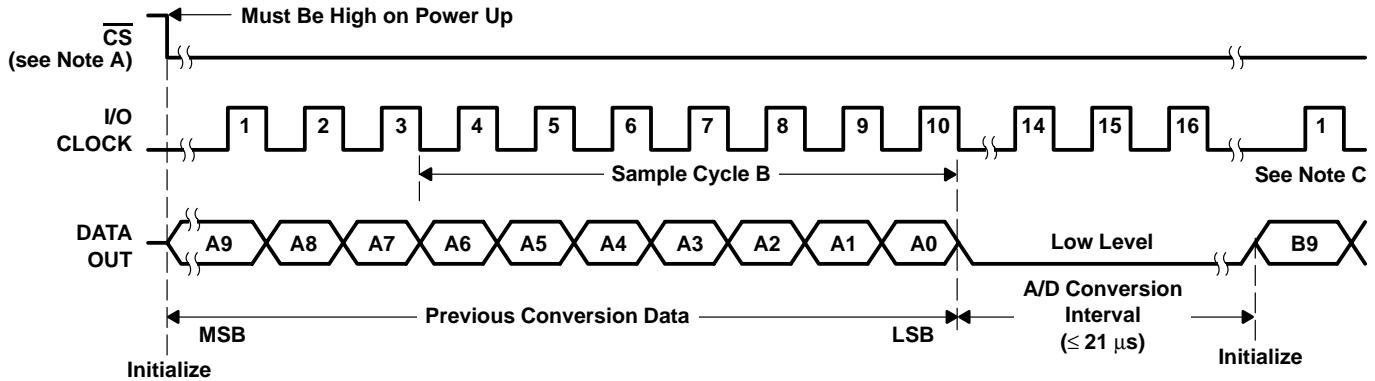 Must Be High on Power Up
CS
(see Note A)
I/O
CLOCK
1 2 3 4 5 6 7 8 9 10 14 15 16 1
Sample Cycle B
See Note C
DATA
OUT
A9 A8 A7 A6 A5 A4 A3 A2 A1 A0 Low Level B9
Previous Conversion Data
MSB LSB
A/D Conversion
Interval
(≤ 21 μs)
Initialize Initialize